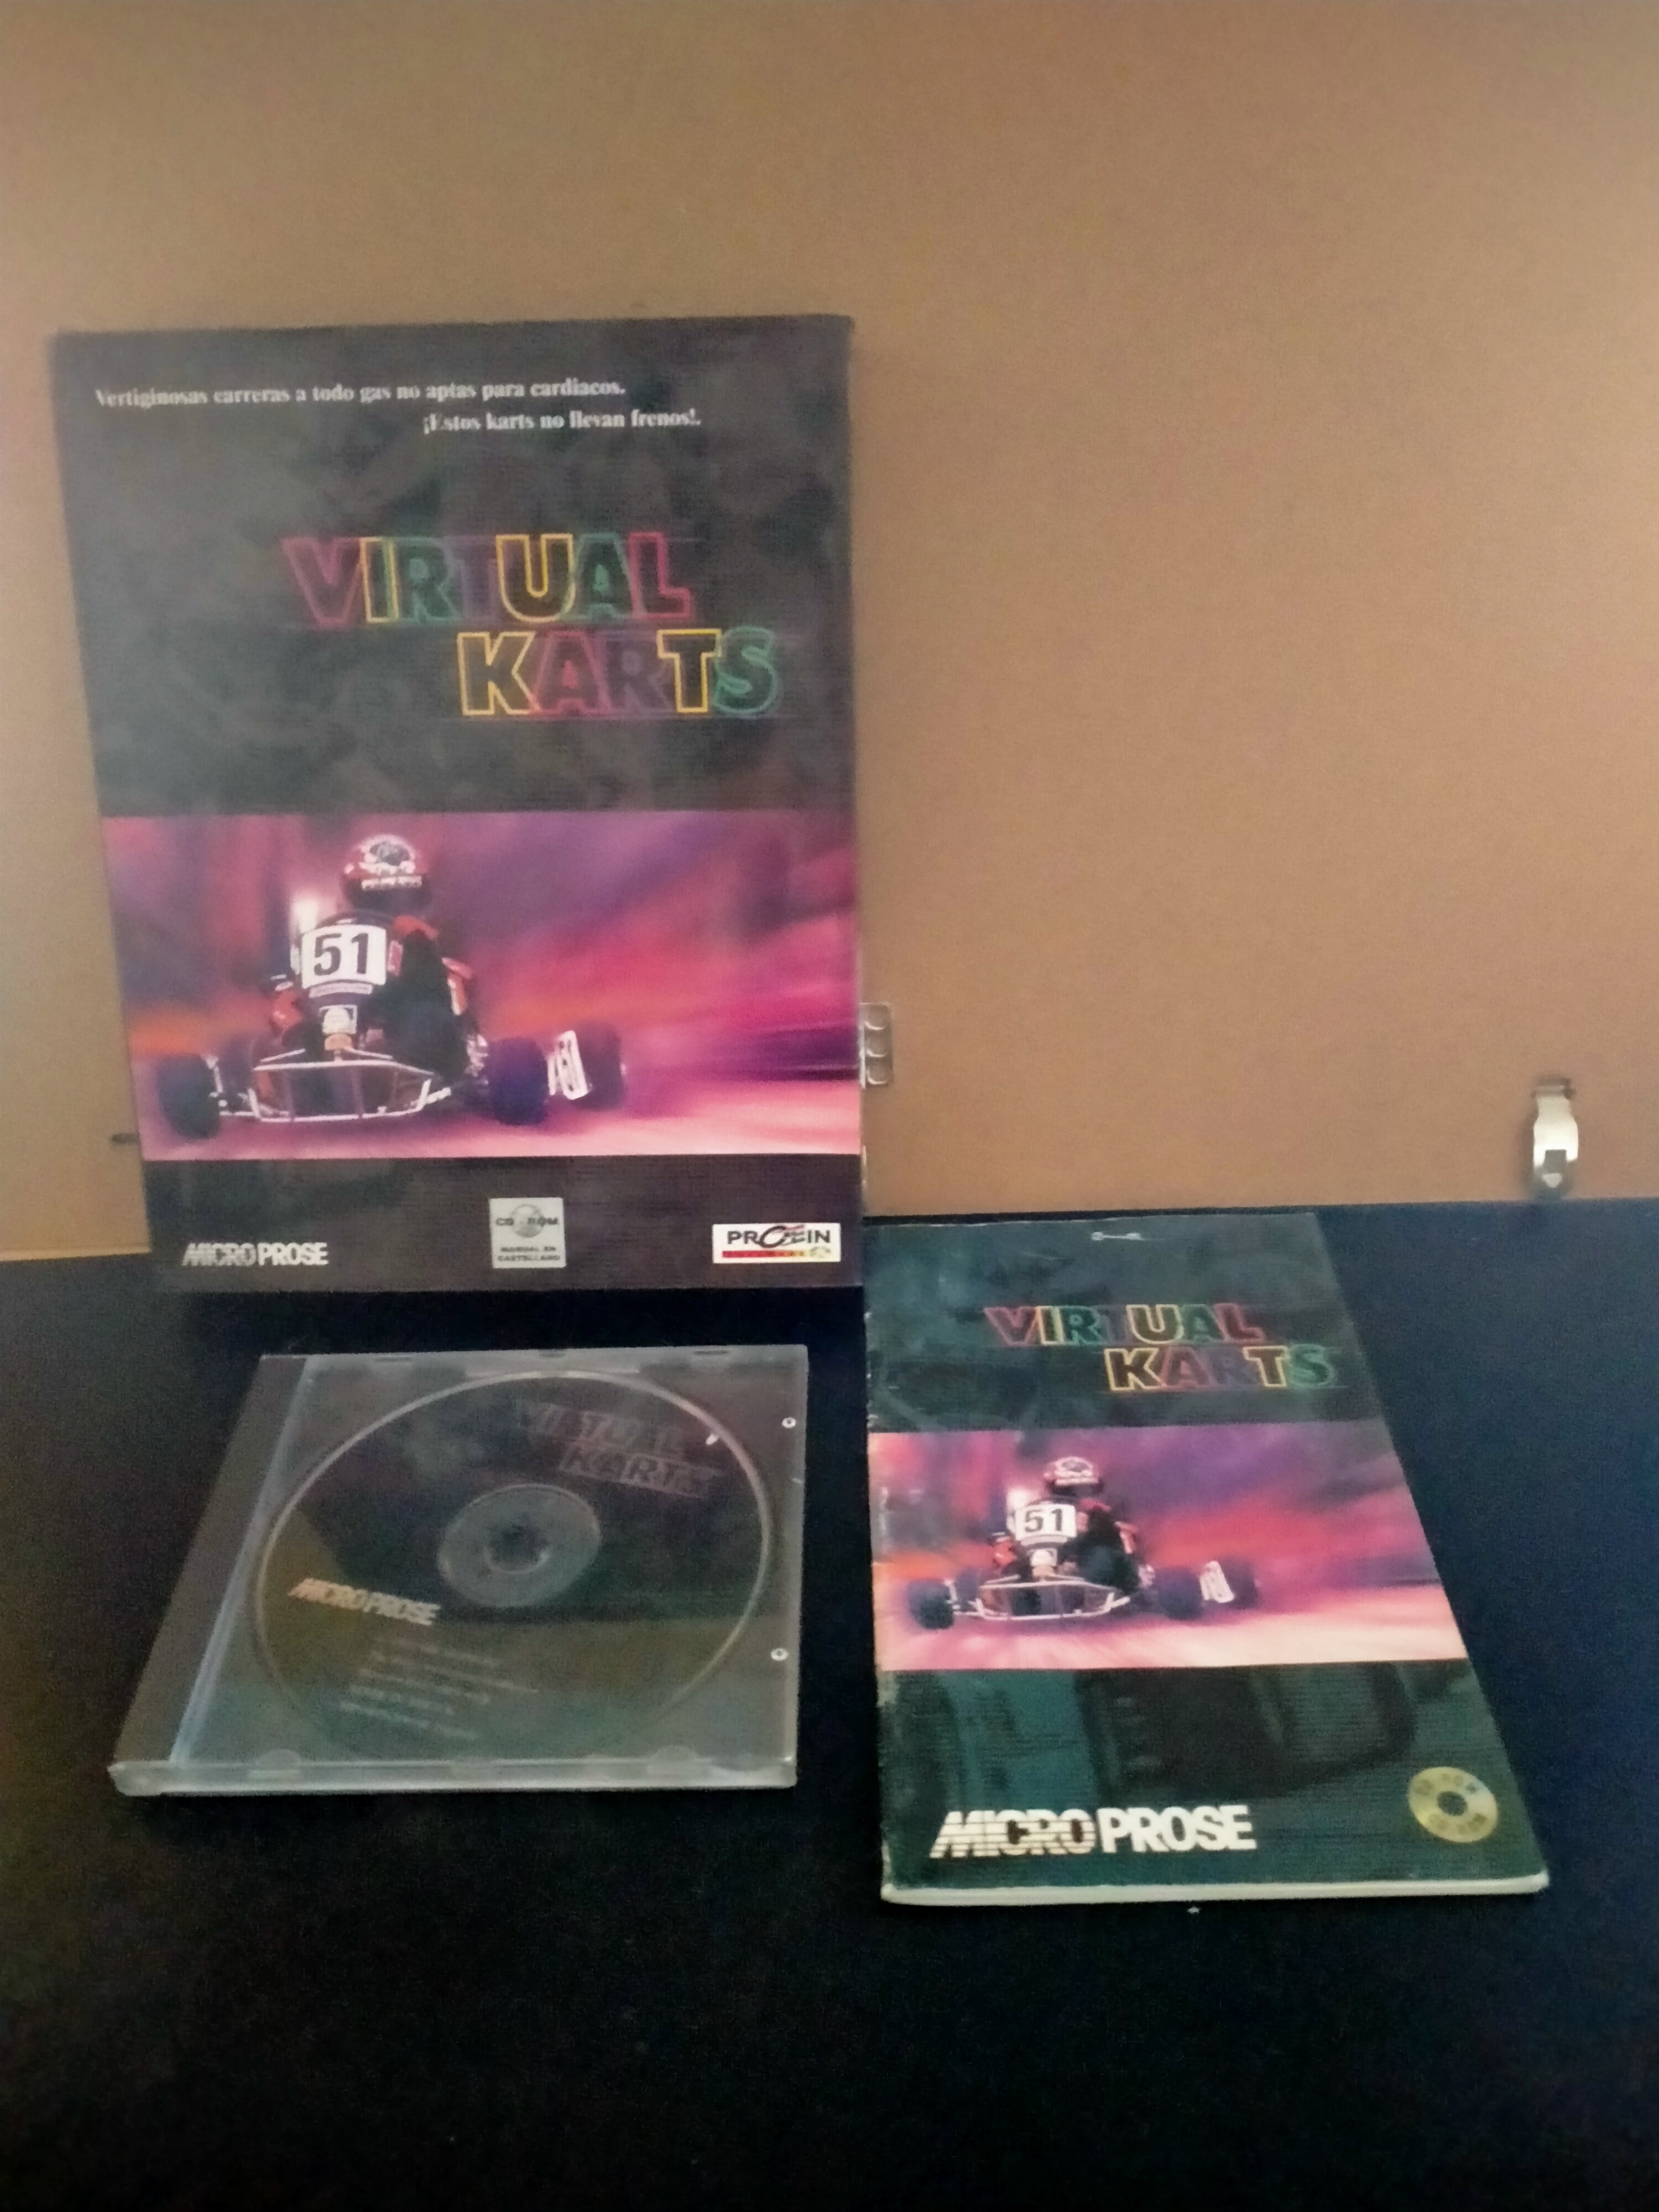 Vertiginosas carreras a todo gas no aptas para cardiacos.
¡Estos karts no llevan frenos!.
VIRTUAL
KARTS
51
MICROPROSE
CD-ROM
MANUAL EN
CASTELLANO
PROEIN
VIRTUAL
KARTS
MICROPROSE
VIRTUAL
KARTS
51
MICROPROSE